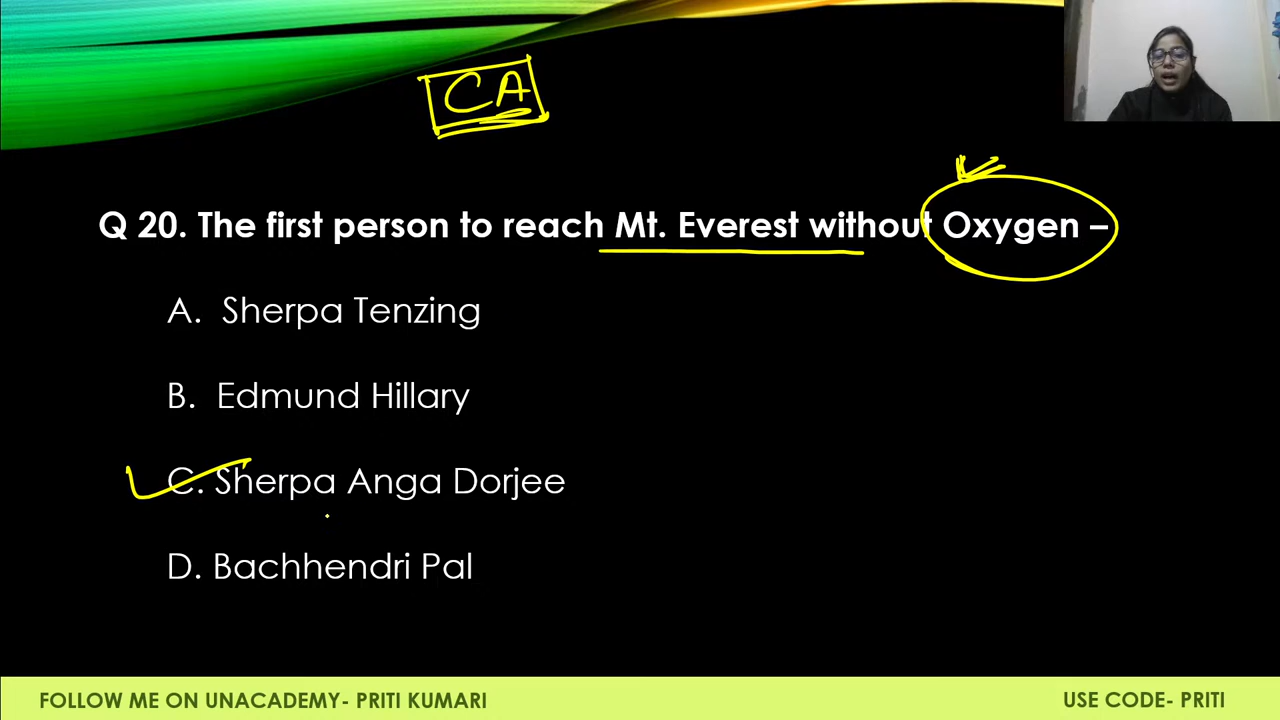 CA
Q 20. The first person to reach Mt. Everest without Oxygen –
A. Sherpa Tenzing
B. Edmund Hillary
C. Sherpa Anga Dorjee
D. Bachhendri Pal
FOLLOW ME ON UNACADEMY- PRITI KUMARI
USE CODE- PRITI